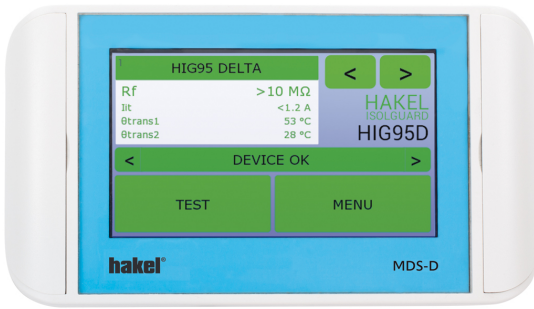 HIG95 DELTA
< >
Rf >10 MΩ
Iit <1.2 A
θtrans1 53 °C
θtrans2 28 °C
HAKEL
ISOLGUARD
HIG95D
< DEVICE OK >
TEST MENU
hakel® MDS-D